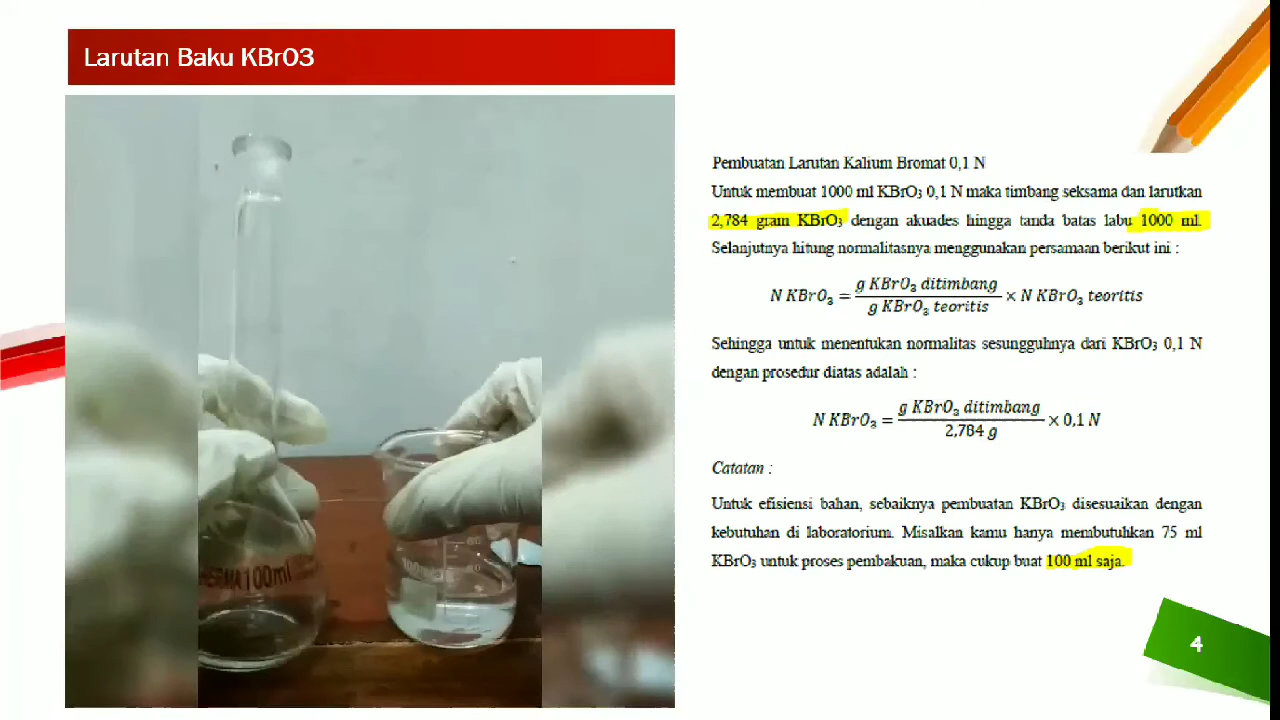 Larutan Baku KBrO3
Pembuatan Larutan Kalium Bromat 0,1 N
Untuk membuat 1000 ml KBrO₃ 0,1 N maka timbang seksama dan larutkan
2,784 gram KBrO₃ dengan akuades hingga tanda batas labu 1000 ml.
Selanjutnya hitung normalitasnya menggunakan persamaan berikut ini :
N KBrO₃ = g KBrO₃ ditimbang / g KBrO₃ teoritis × N KBrO₃ teoritis
Sehingga untuk menentukan normalitas sesungguhnya dari KBrO₃ 0,1 N
dengan prosedur diatas adalah :
N KBrO₃ = g KBrO₃ ditimbang / 2,784 g × 0,1 N
Catatan :
Untuk efisiensi bahan, sebaiknya pembuatan KBrO₃ disesuaikan dengan
kebutuhan di laboratorium. Misalkan kamu hanya membutuhkan 75 ml
KBrO₃ untuk proses pembakuan, maka cukup buat 100 ml saja.
100ml
4